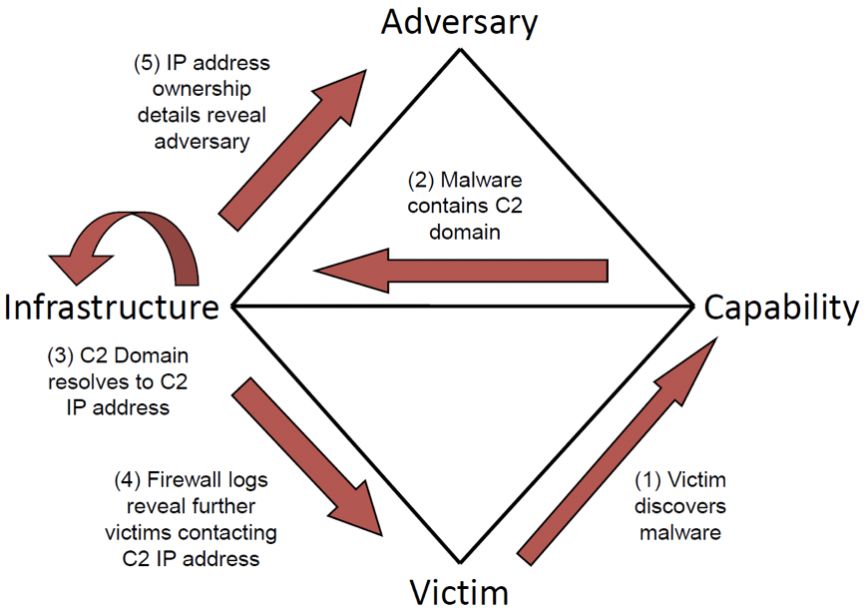 Adversary
(5) IP address
ownership
details reveal
adversary
(2) Malware
contains C2
domain
Infrastructure
Capability
(3) C2 Domain
resolves to C2
IP address
(4) Firewall logs
reveal further
victims contacting
C2 IP address
(1) Victim
discovers
malware
Victim